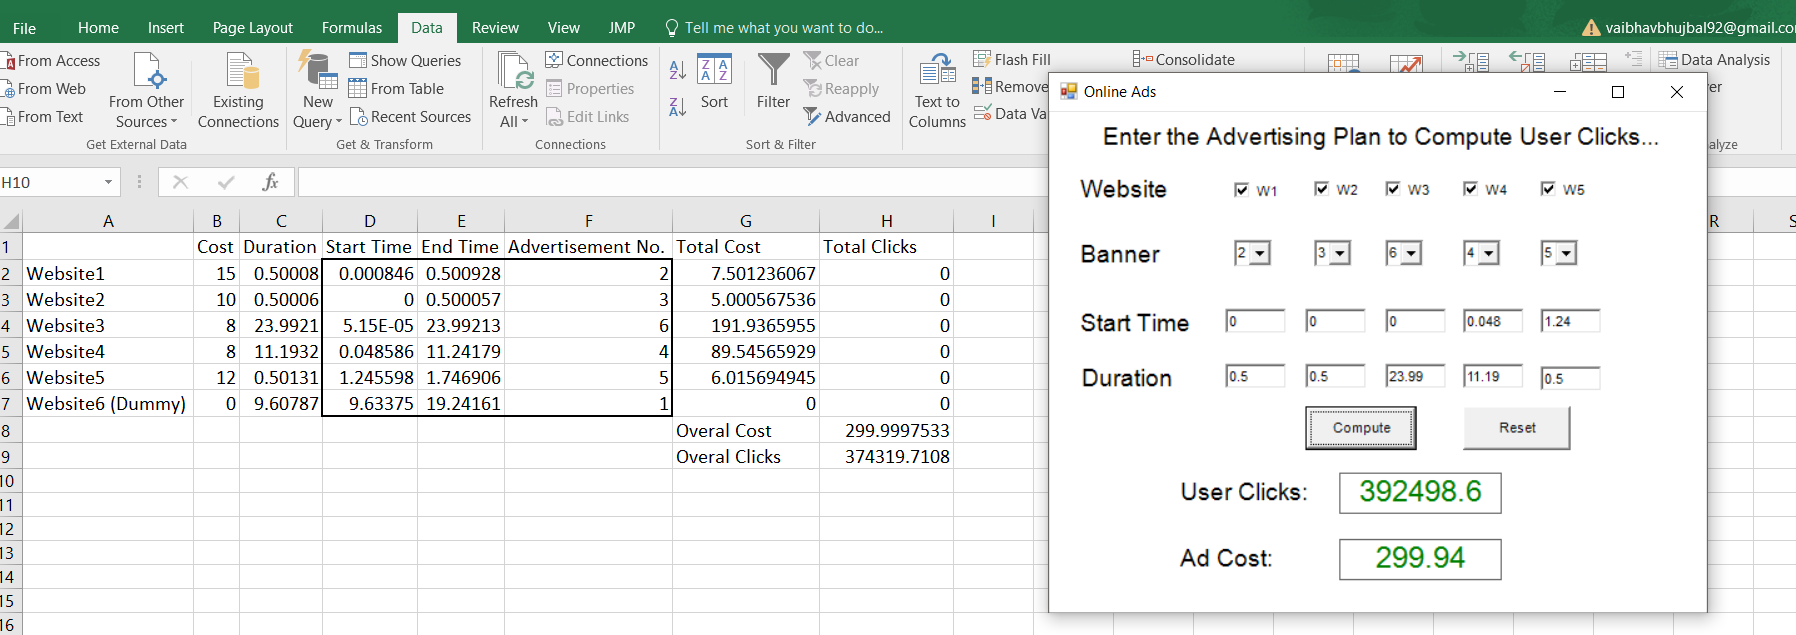 File Home Insert Page Layout Formulas Data Review View JMP Tell me what you want to do... vaibhavbhujbal92@gmail.co
From Access
From Web
From Text
From Other Sources
Existing Connections
Get External Data
New Query
Show Queries
From Table
Recent Sources
Get & Transform
Refresh All
Connections
Properties
Edit Links
Connections
Sort
Filter
Clear
Reapply
Advanced
Sort & Filter
Text to Columns
Flash Fill
Remove
Data Va
Consolidate
Data Analysis
er
alyze
H10 fx
A B C D E F G H I R S
1 Cost Duration Start Time End Time Advertisement No. Total Cost Total Clicks
2 Website1 15 0.50008 0.000846 0.500928 2 7.501236067 0
3 Website2 10 0.50006 0 0.500057 3 5.000567536 0
4 Website3 8 23.9921 5.15E-05 23.99213 6 191.9365955 0
5 Website4 8 11.1932 0.048586 11.24179 4 89.54565929 0
6 Website5 12 0.50131 1.245598 1.746906 5 6.015694945 0
7 Website6 (Dummy) 0 9.60787 9.63375 19.24161 1 0 0
8 Overal Cost 299.9997533
9 Overal Clicks 374319.7108
10
11
12
13
14
15
16
Online Ads
Enter the Advertising Plan to Compute User Clicks...
Website W1 W2 W3 W4 W5
Banner 2 3 6 4 5
Start Time 0 0 0 0.048 1.24
Duration 0.5 0.5 23.99 11.19 0.5
Compute Reset
User Clicks: 392498.6
Ad Cost: 299.94